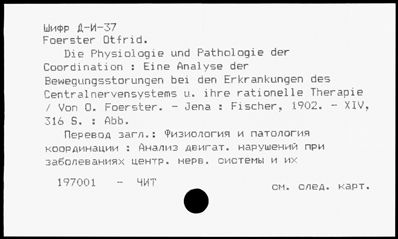 Шифр Д-И-37
Foerster Otfrid.
Die Physiologie und Pathologie der
Coordination : Eine Analyse der
Bewegungsstorungen bei den Erkrankungen des
Centralnervensystems u. ihre rationelle Therapie
/ Von O. Foerster. - Jena : Fischer, 1902. - XIV,
316 S. : Abb.
Перевод загл.: Физиология и патология
координации : Анализ двигат. нарушений при
заболеваниях центр. нерв. системы и их
197001 - ЧИТ
см. след. карт.